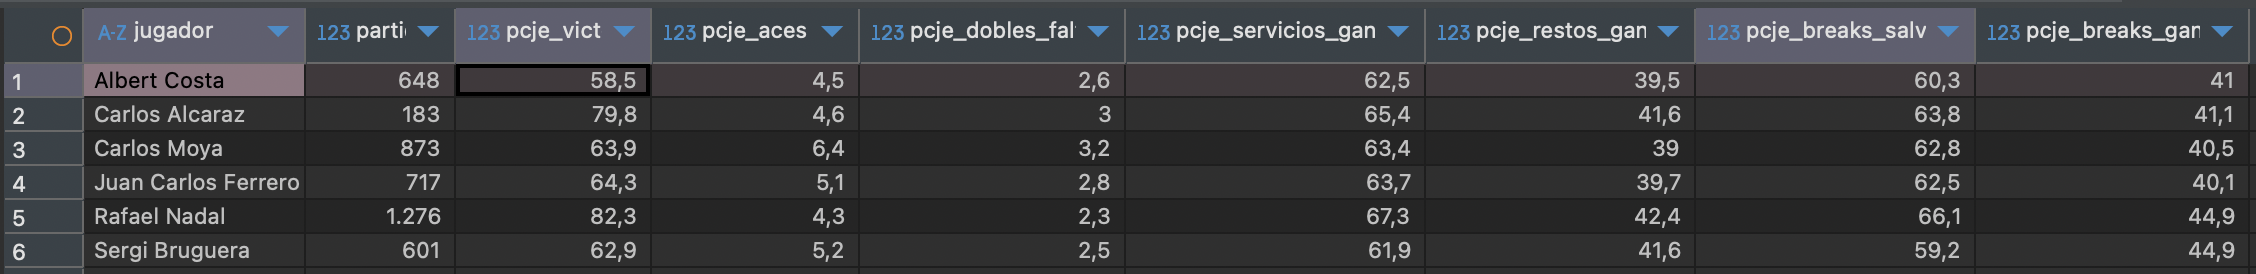 A-Z jugador 123 parti 123 pcje_vict 123 pcje_aces 123 pcje_dobles_fal 123 pcje_servicios_gan 123 pcje_restos_gan 123 pcje_breaks_salv 123 pcje_breaks_gan
1 Albert Costa 648 58,5 4,5 2,6 62,5 39,5 60,3 41
2 Carlos Alcaraz 183 79,8 4,6 3 65,4 41,6 63,8 41,1
3 Carlos Moya 873 63,9 6,4 3,2 63,4 39 62,8 40,5
4 Juan Carlos Ferrero 717 64,3 5,1 2,8 63,7 39,7 62,5 40,1
5 Rafael Nadal 1.276 82,3 4,3 2,3 67,3 42,4 66,1 44,9
6 Sergi Bruguera 601 62,9 5,2 2,5 61,9 41,6 59,2 44,9